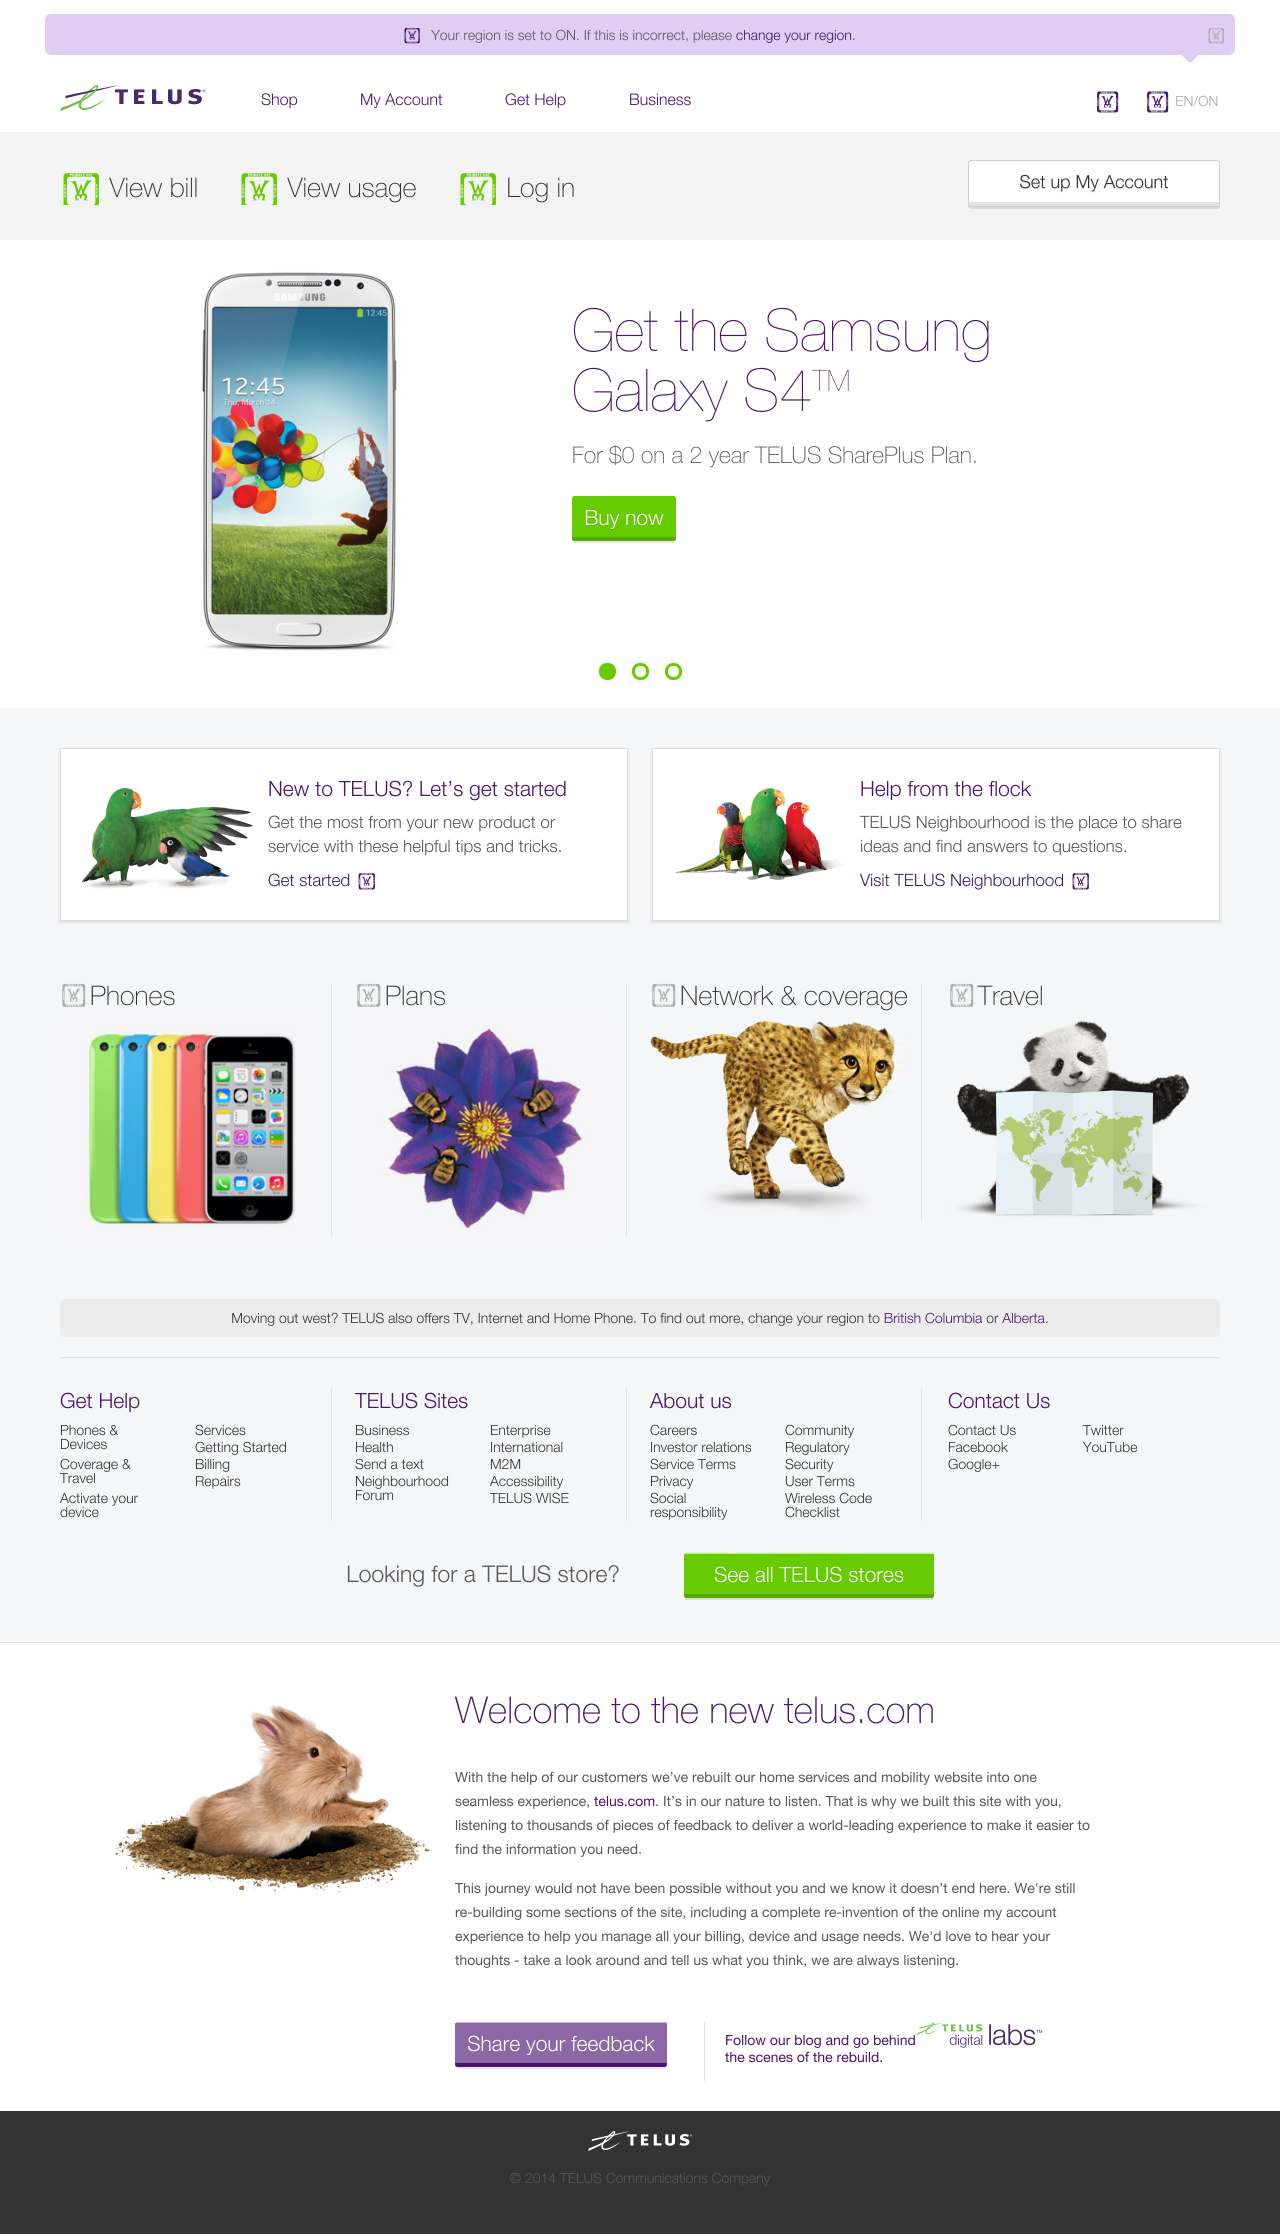 Your region is set to ON. If this is incorrect, please change your region.
TELUS
Shop
My Account
Get Help
Business
EN/ON
View bill
View usage
Log in
Set up My Account
SAMSUNG
12:45
12:45
Thu, March 14
Get the Samsung
Galaxy S4™
For $0 on a 2 year TELUS SharePlus Plan.
Buy now
New to TELUS? Let’s get started
Get the most from your new product or
service with these helpful tips and tricks.
Get started
Help from the flock
TELUS Neighbourhood is the place to share
ideas and find answers to questions.
Visit TELUS Neighbourhood
Phones
Plans
Network & coverage
Travel
Moving out west? TELUS also offers TV, Internet and Home Phone. To find out more, change your region to British Columbia or Alberta.
Get Help
Phones &
Devices
Coverage &
Travel
Activate your
device
Services
Getting Started
Billing
Repairs
TELUS Sites
Business
Health
Send a text
Neighbourhood
Forum
Enterprise
International
M2M
Accessibility
TELUS WISE
About us
Careers
Investor relations
Service Terms
Privacy
Social
responsibility
Community
Regulatory
Security
User Terms
Wireless Code
Checklist
Contact Us
Contact Us
Facebook
Google+
Twitter
YouTube
Looking for a TELUS store?
See all TELUS stores
Welcome to the new telus.com
With the help of our customers we’ve rebuilt our home services and mobility website into one
seamless experience, telus.com. It’s in our nature to listen. That is why we built this site with you,
listening to thousands of pieces of feedback to deliver a world-leading experience to make it easier to
find the information you need.
This journey would not have been possible without you and we know it doesn’t end here. We're still
re-building some sections of the site, including a complete re-invention of the online my account
experience to help you manage all your billing, device and usage needs. We'd love to hear your
thoughts - take a look around and tell us what you think, we are always listening.
Share your feedback
Follow our blog and go behind
the scenes of the rebuild.
TELUS
digital labs™
TELUS
© 2014 TELUS Communications Company